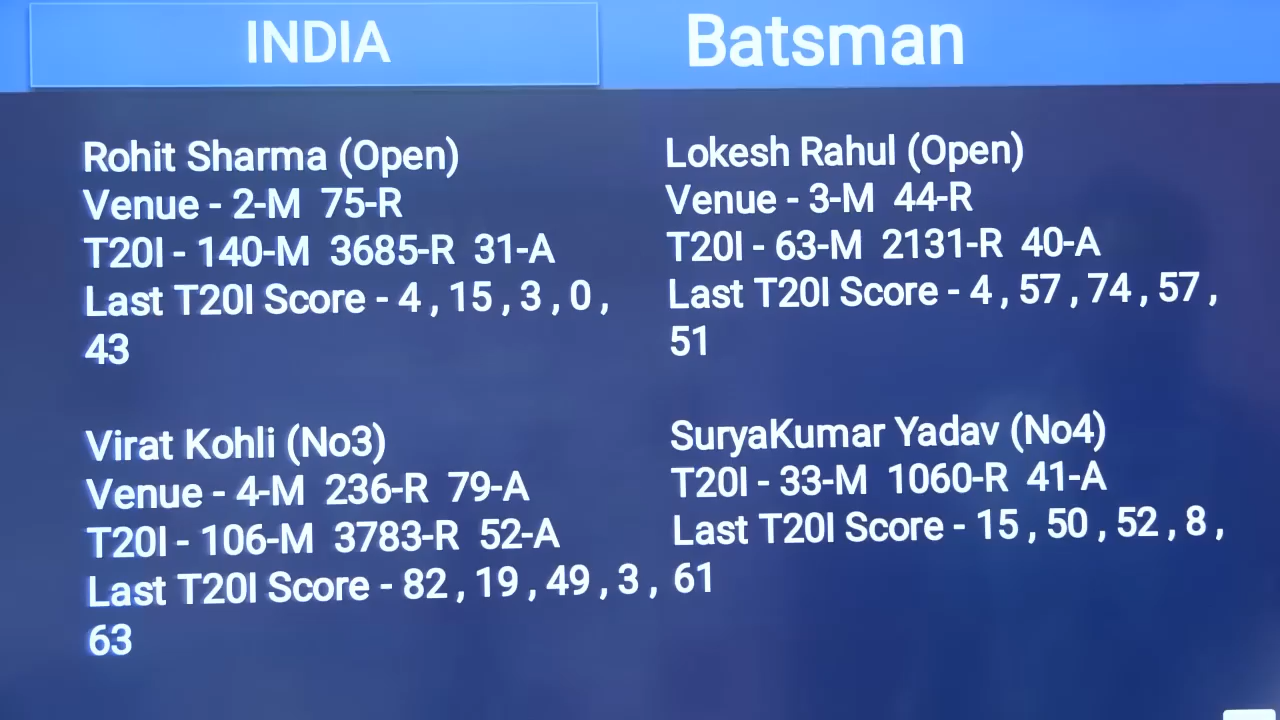 INDIA
Batsman
Rohit Sharma (Open)
Venue - 2-M 75-R
T20I - 140-M 3685-R 31-A
Last T20I Score - 4 , 15 , 3 , 0 ,
43
Lokesh Rahul (Open)
Venue - 3-M 44-R
T20I - 63-M 2131-R 40-A
Last T20I Score - 4 , 57 , 74 , 57 ,
51
Virat Kohli (No3)
Venue - 4-M 236-R 79-A
T20I - 106-M 3783-R 52-A
Last T20I Score - 82 , 19 , 49 , 3 ,
63
SuryaKumar Yadav (No4)
T20I - 33-M 1060-R 41-A
Last T20I Score - 15 , 50 , 52 , 8 ,
61